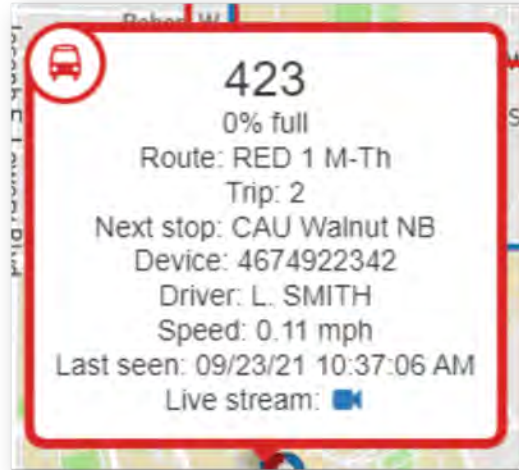 423
0% full
Route: RED 1 M-Th
Trip: 2
Next stop: CAU Walnut NB
Device: 4674922342
Driver: L. SMITH
Speed: 0.11 mph
Last seen: 09/23/21 10:37:06 AM
Live stream: